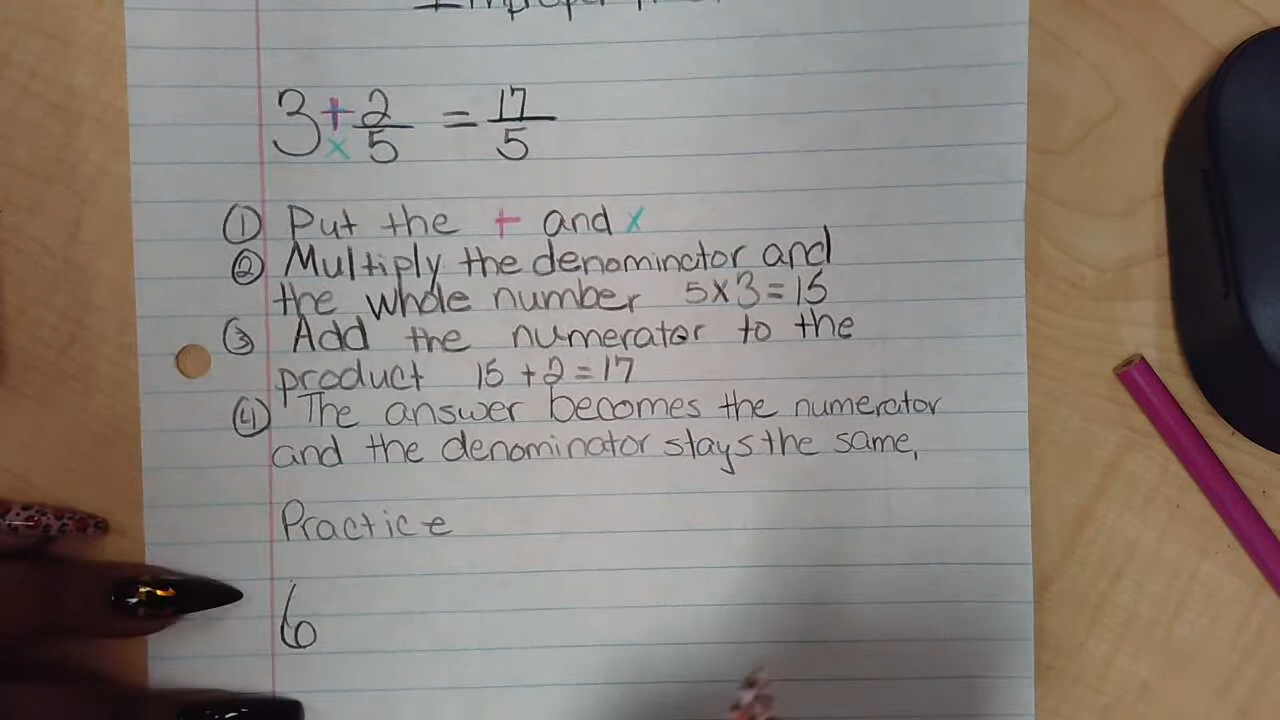 Improper
3 + x 2/5 = 17/5
① Put the + and x
② Multiply the denominator and
the whole number 5x3=15
③ Add the numerator to the
product 15+2=17
④ The answer becomes the numerator
and the denominator stays the same,
Practice
6